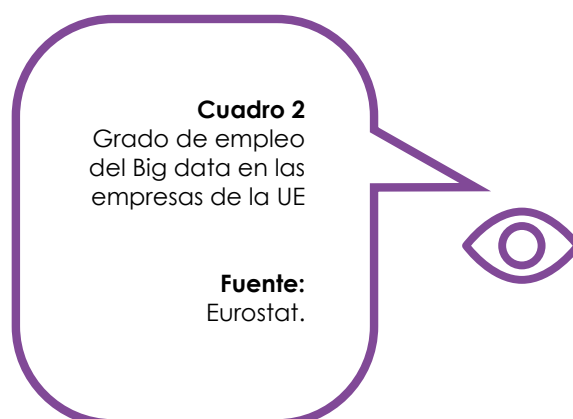 Cuadro 2
Grado de empleo
del Big data en las
empresas de la UE
Fuente:
Eurostat.